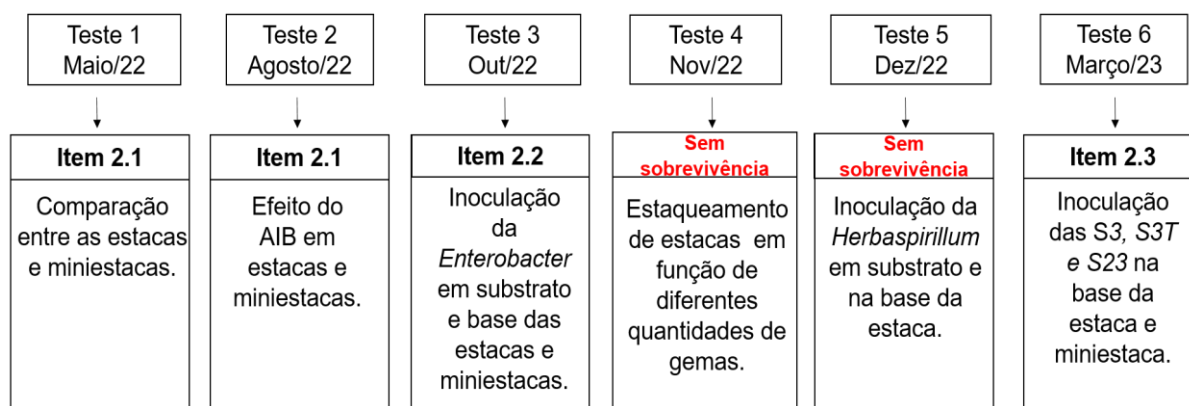 Teste 1
Maio/22
Item 2.1
Comparação
entre as estacas
e miniestacas.
Teste 2
Agosto/22
Item 2.1
Efeito do
AIB em
estacas e
miniestacas.
Teste 3
Out/22
Item 2.2
Inoculação
da
Enterobacter
em substrato
e base das
estacas e
miniestacas.
Teste 4
Nov/22
Sem
sobrevivência
Estaqueamento
de estacas em
função de
diferentes
quantidades de
gemas.
Teste 5
Dez/22
Sem
sobrevivência
Inoculação da
Herbaspirillum
em substrato e
na base da
estaca.
Teste 6
Março/23
Item 2.3
Inoculação
das S3, S3T
e S23 na
base da
estaca e
miniestaca.